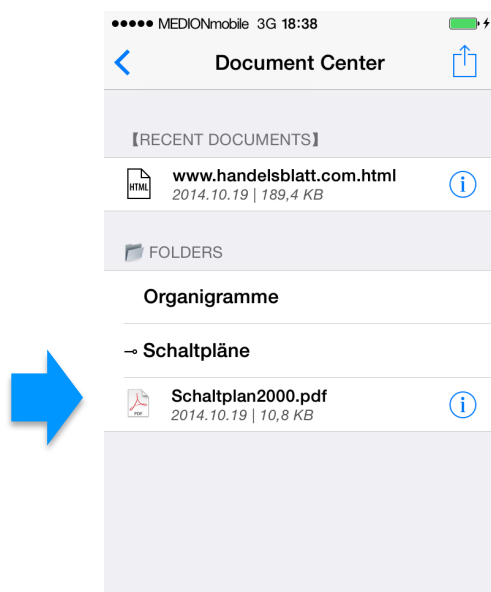 MEDIONmobile 3G 18:38
Document Center
【RECENT DOCUMENTS】
HTML
www.handelsblatt.com.html
2014.10.19 | 189,4 KB
FOLDERS
Organigramme
Schaltpläne
PDF
Schaltplan2000.pdf
2014.10.19 | 10,8 KB